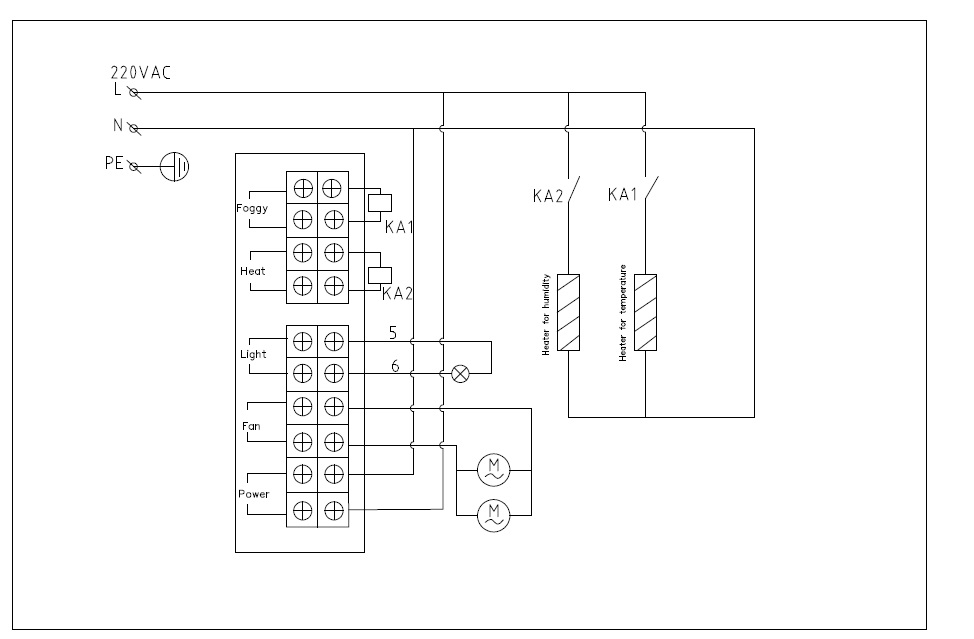 220VAC
L
N
PE
Foggy
KA1
Heat
KA2
5
Light
6
Fan
Power
M
M
KA2
KA1
Heater for humidity
Heater for temperature